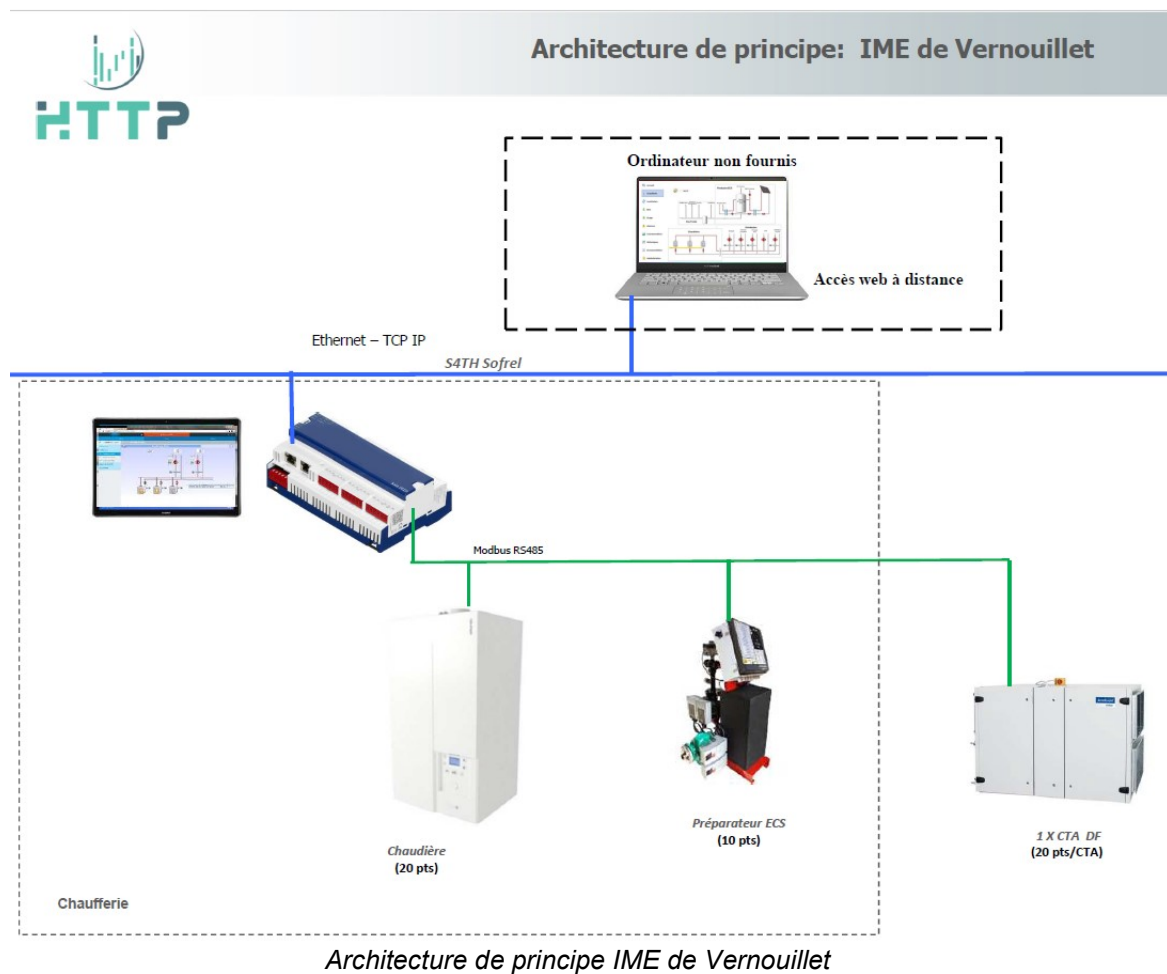 Architecture de principe: IME de Vernouillet
HTTP
Ordinateur non fournis
Accès web à distance
Ethernet – TCP IP
S4TH Sofrel
Modbus RS485
Préparateur ECS
(10 pts)
1 X CTA DF
(20 pts/CTA)
Chaudière
(20 pts)
Chaufferie
Architecture de principe IME de Vernouillet